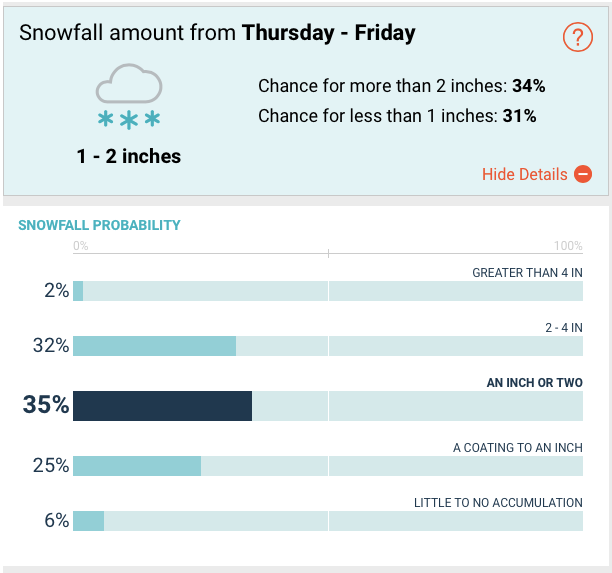 Snowfall amount from Thursday - Friday
?
Chance for more than 2 inches: 34%
Chance for less than 1 inches: 31%
1 - 2 inches
Hide Details
SNOWFALL PROBABILITY
0% 100%
GREATER THAN 4 IN
2%
2 - 4 IN
32%
AN INCH OR TWO
35%
A COATING TO AN INCH
25%
LITTLE TO NO ACCUMULATION
6%